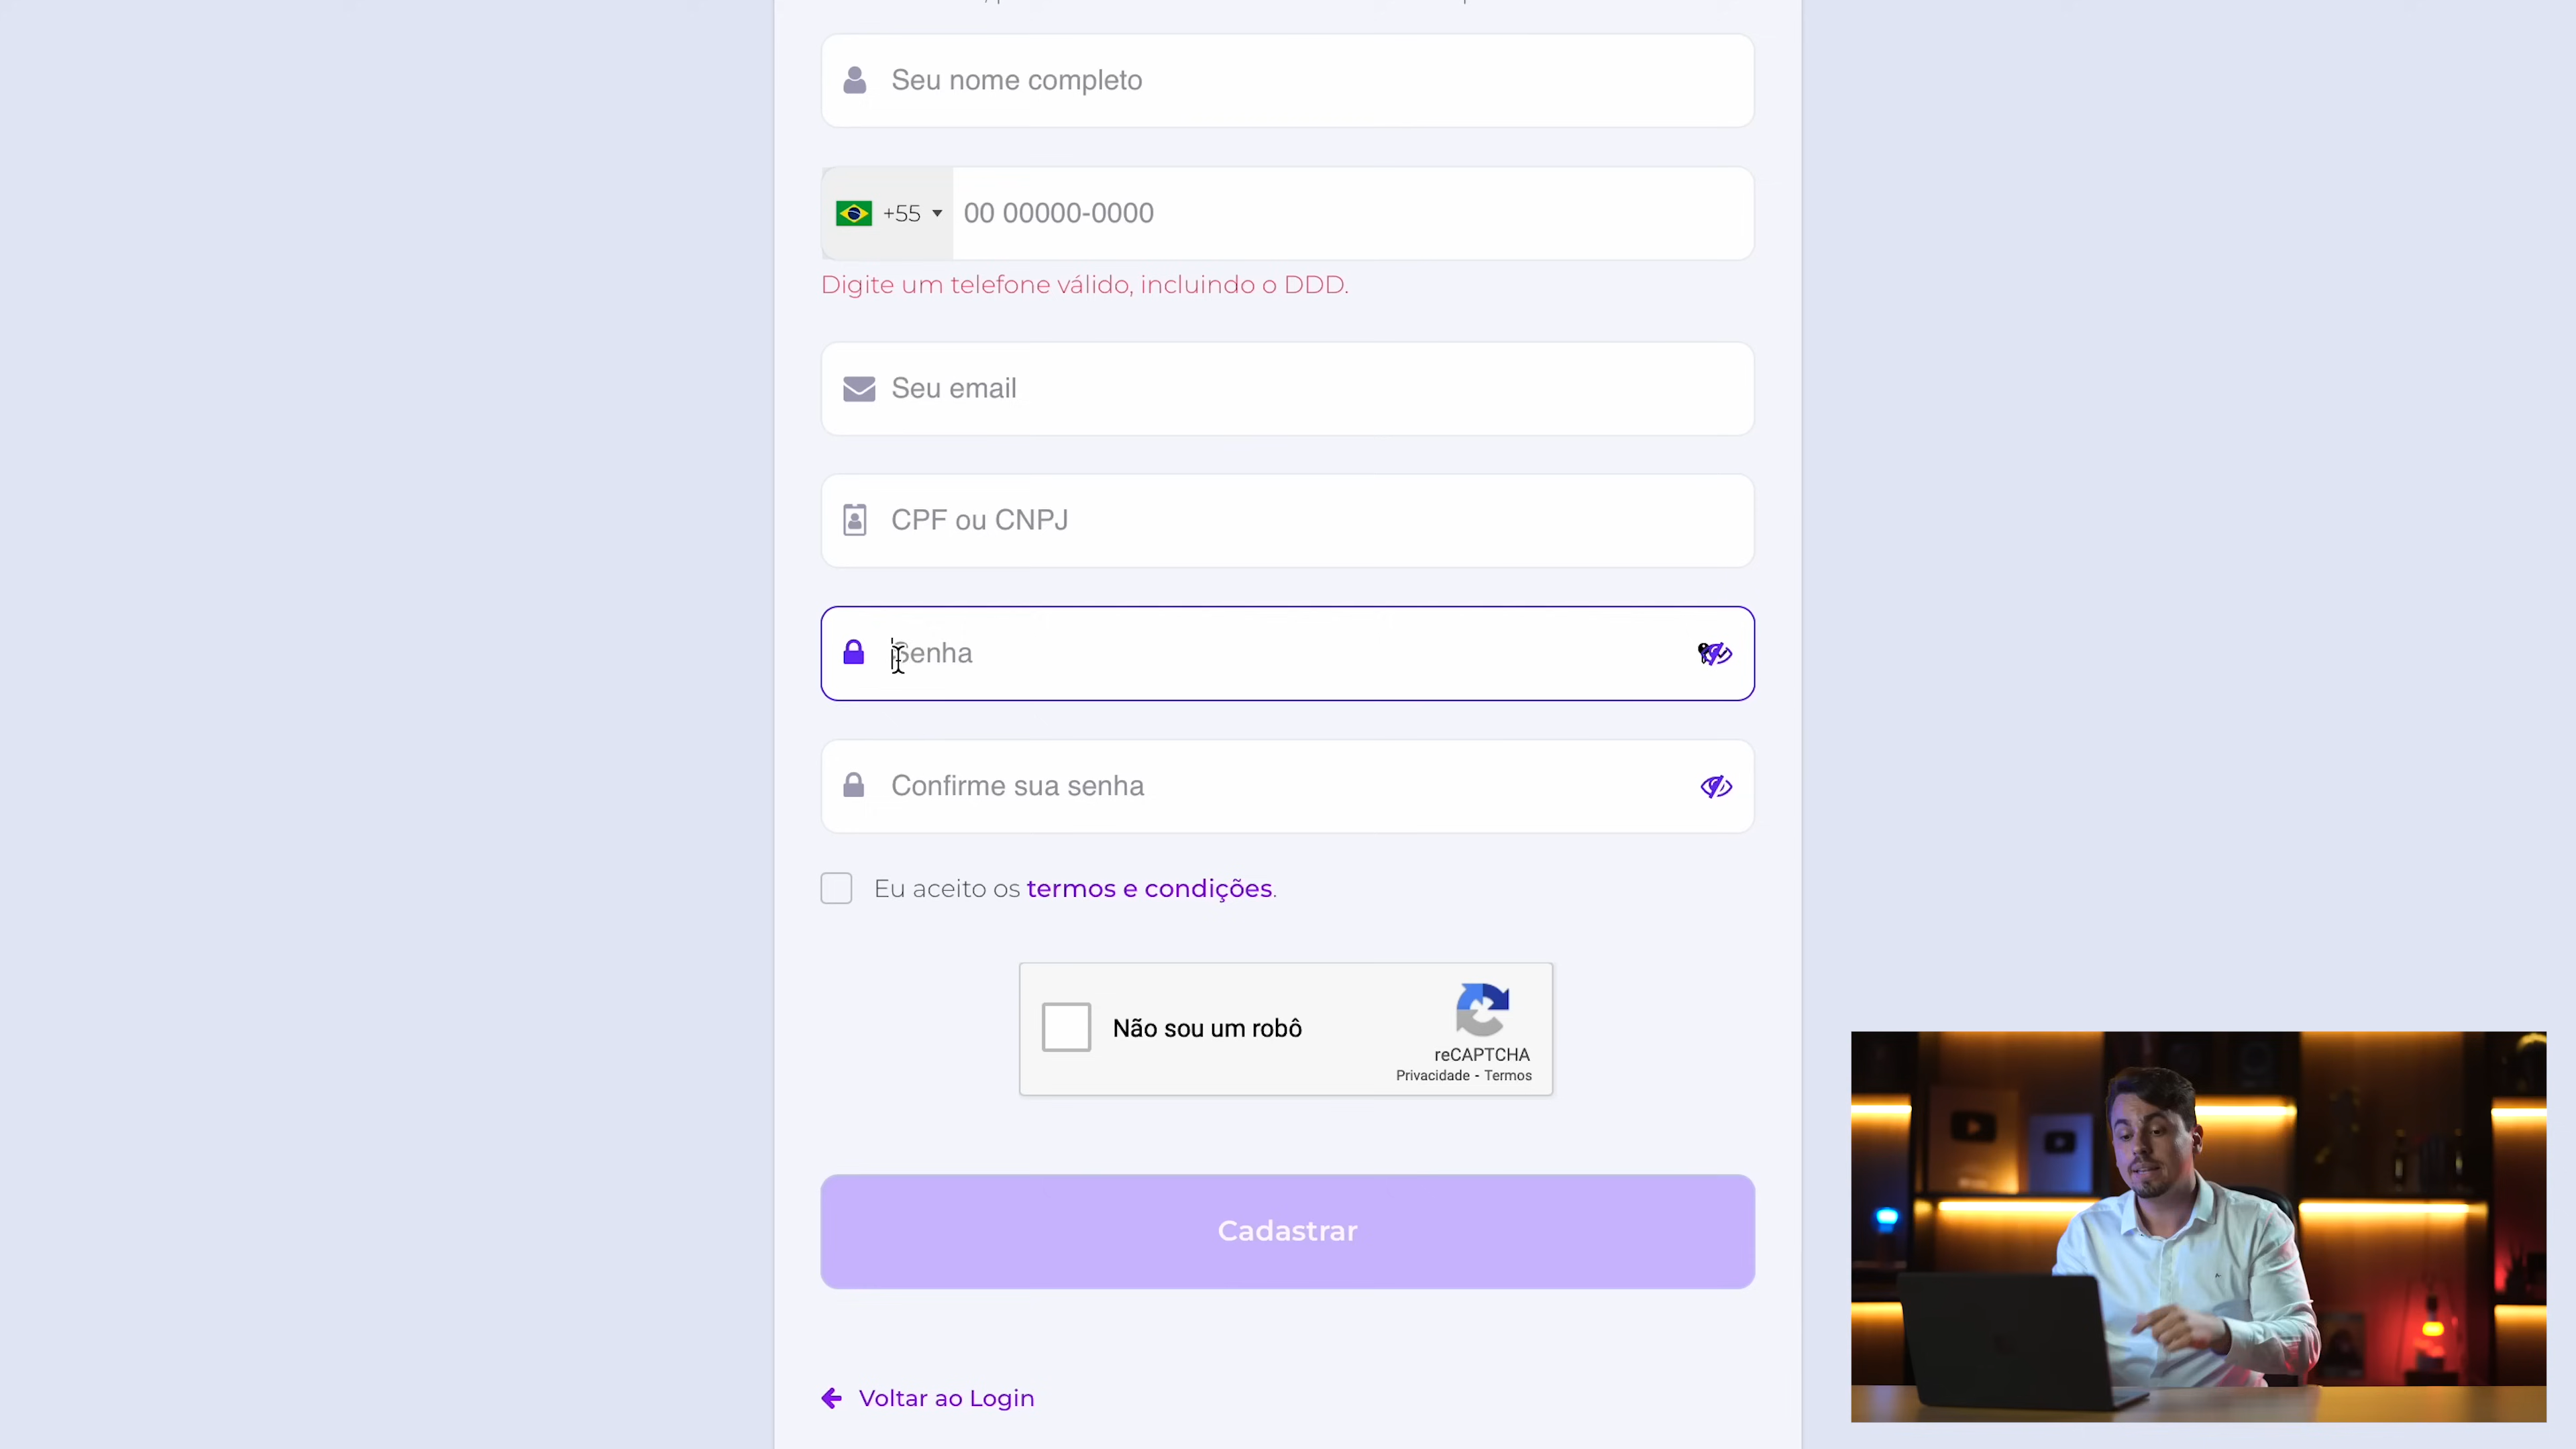 Seu nome completo
+55
00 00000-0000
Digite um telefone válido, incluindo o DDD.
Seu email
CPF ou CNPJ
Senha
Confirme sua senha
Eu aceito os termos e condições.
Não sou um robô
reCAPTCHA
Privacidade - Termos
Cadastrar
Voltar ao Login